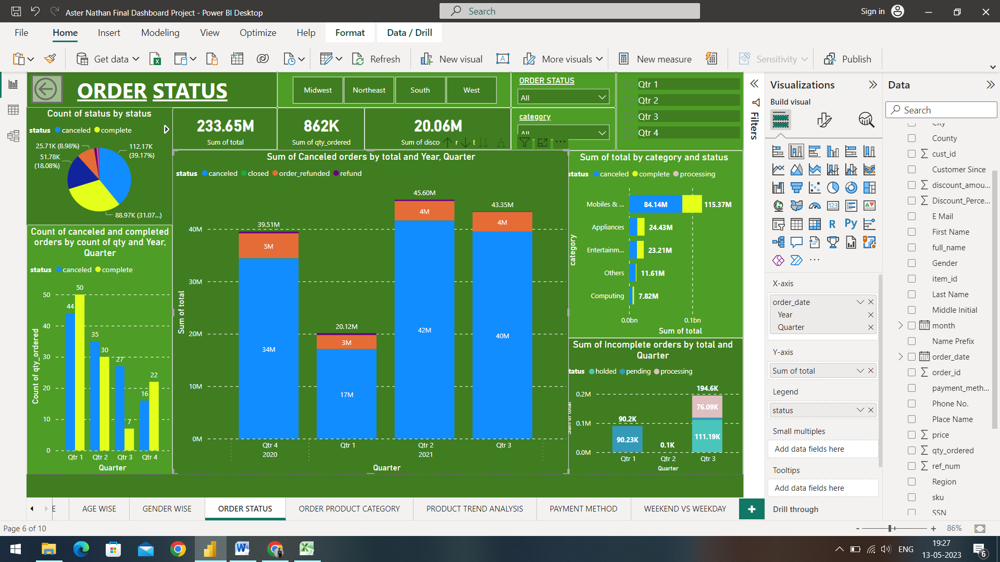 Aster Nathan Final Dashboard Project - Power BI Desktop
Search
Sign in
File
Home
Insert
Modeling
View
Optimize
Help
Format
Data / Drill
Get data
Refresh
New visual
More visuals
New measure
Sensitivity
Publish
ORDER STATUS
Midwest
Northeast
South
West
ORDER STATUS
All
Qtr 1
Qtr 2
Qtr 3
Qtr 4
category
All
233.65M
Sum of total
862K
Sum of qty_ordered
20.06M
Sum of disco
Count of status by status
status canceled complete
25.71K (8.98%)
112.17K
(39.17%)
51.78K
(18.08%)
88.97K (31.07...)
Count of canceled and completed
orders by count of qty and Year,
Quarter
status canceled complete
Count of qty_ordered
50
40
30
20
10
0
44
50
35
30
27
7
16
22
Qtr 1
Qtr 2
Qtr 3
Qtr 4
Quarter
Sum of Canceled orders by total and Year, Quarter
status canceled closed order_refunded refund
Sum of total
40M
30M
20M
10M
0M
39.51M
5M
34M
20.12M
3M
17M
45.60M
4M
42M
43.35M
4M
40M
Qtr 4
Qtr 1
Qtr 2
Qtr 3
2020
2021
Quarter
Sum of total by category and status
status canceled complete processing
category
Mobiles & ...
84.14M
115.37M
Appliances
24.43M
Entertainm...
23.21M
Others
11.61M
Computing
7.82M
0.0bn
0.1bn
Sum of total
Sum of Incomplete orders by total and
Quarter
tatus holded pending processing
0.2M
0.1M
0.0M
90.2K
90.23K
0.1K
194.6K
76.09K
111.19K
Qtr 1
Qtr 2
Qtr 3
Quarter
Filters
Visualizations
Build visual
R
Py
123
X-axis
order_date
Year
Quarter
Y-axis
Sum of total
Legend
status
Small multiples
Add data fields here
Tooltips
Add data fields here
Drill through
Data
Search
City
County
cust_id
Customer Since
discount_amou...
Discount_Perce...
E Mail
First Name
full_name
Gender
item_id
Last Name
Middle Initial
month
Name Prefix
order_date
order_id
payment_meth...
Phone No.
Place Name
price
qty_ordered
ref_num
Region
sku
SSN
E
AGE WISE
GENDER WISE
ORDER STATUS
ORDER PRODUCT CATEGORY
PRODUCT TREND ANALYSIS
PAYMENT METHOD
WEEKEND VS WEEKDAY
+
Page 6 of 10
- + 86%
ENG
19:27
13-05-2023
6